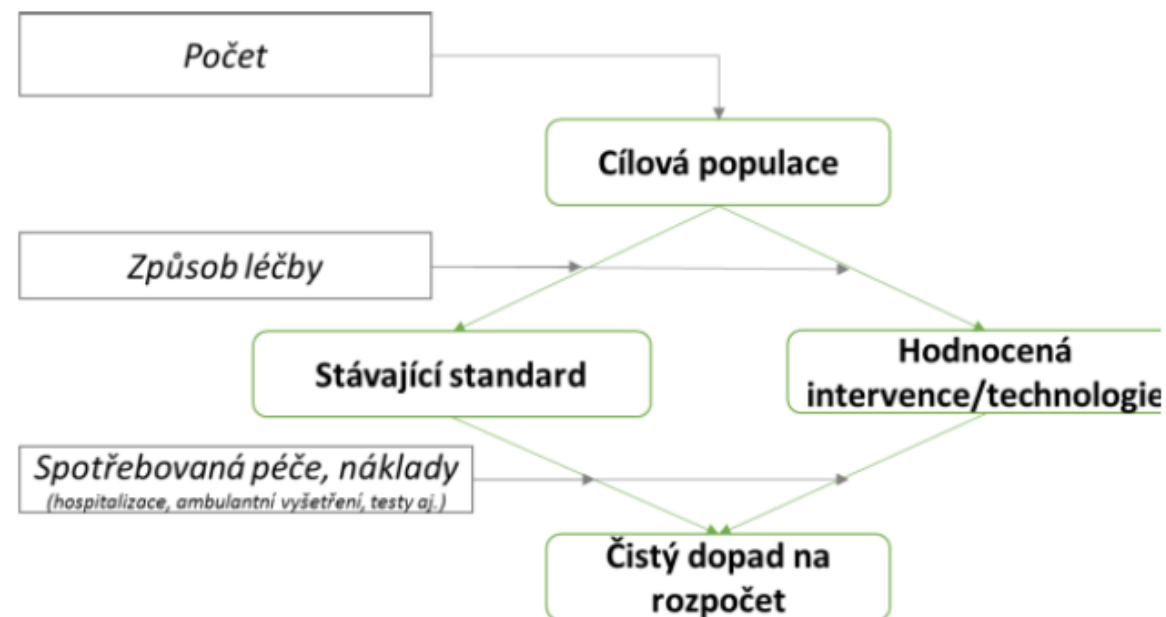 Počet
Cílová populace
Způsob léčby
Stávající standard
Hodnocená
intervence/technologie
Spotřebovaná péče, náklady
(hospitalizace, ambulantní vyšetření, testy aj.)
Čistý dopad na
rozpočet